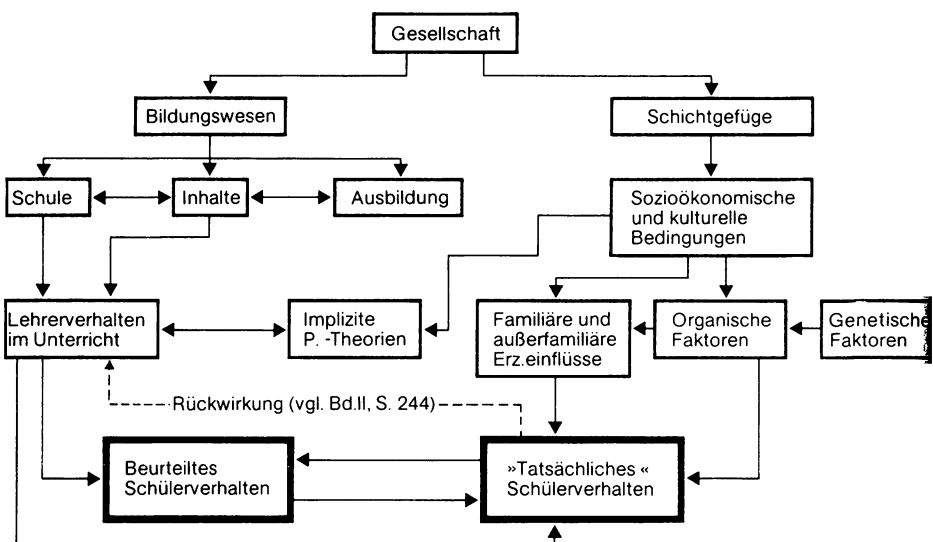 Gesellschaft
Bildungswesen
Schichtgefüge
Schule
Inhalte
Ausbildung
Sozioökonomische
und kulturelle
Bedingungen
Lehrerverhalten
im Unterricht
Implizite
P. -Theorien
Familiäre und
außerfamiliäre
Erz.einflüsse
Organische
Faktoren
Genetische
Faktoren
Rückwirkung (vgl. Bd.II, S. 244)
Beurteiltes
Schülerverhalten
»Tatsächliches «
Schülerverhalten